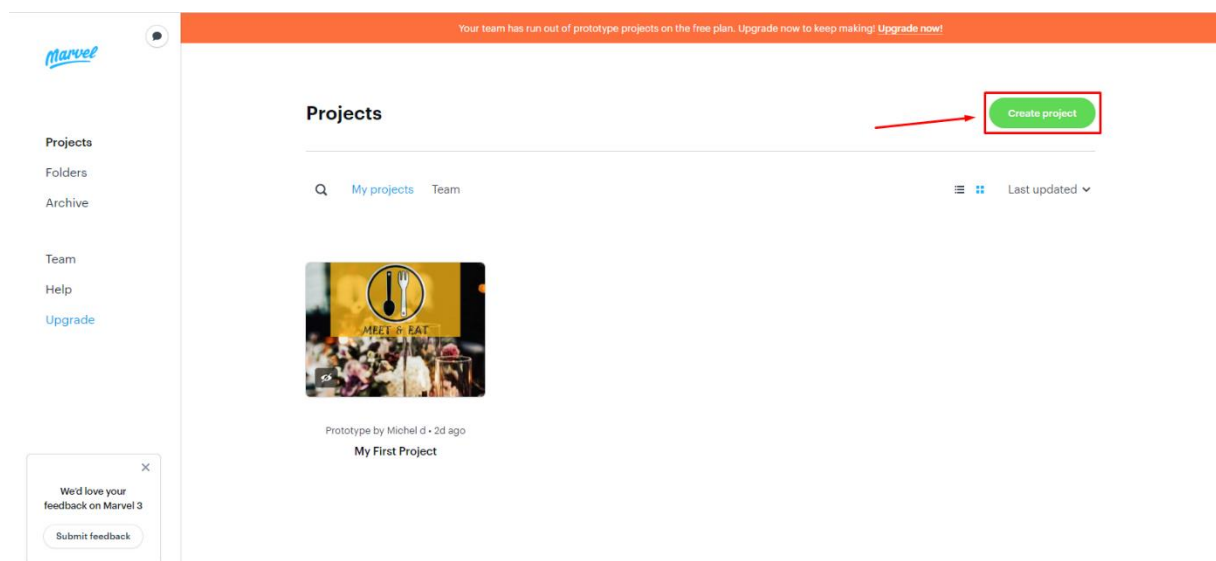 Your team has run out of prototype projects on the free plan. Upgrade now to keep making! Upgrade now!
Marvel
Projects
Folders
Archive
Team
Help
Upgrade
We'd love your
feedback on Marvel 3
Submit feedback
Projects
Create project
My projects Team
Last updated
MEET & EAT
Prototype by Michel d • 2d ago
My First Project